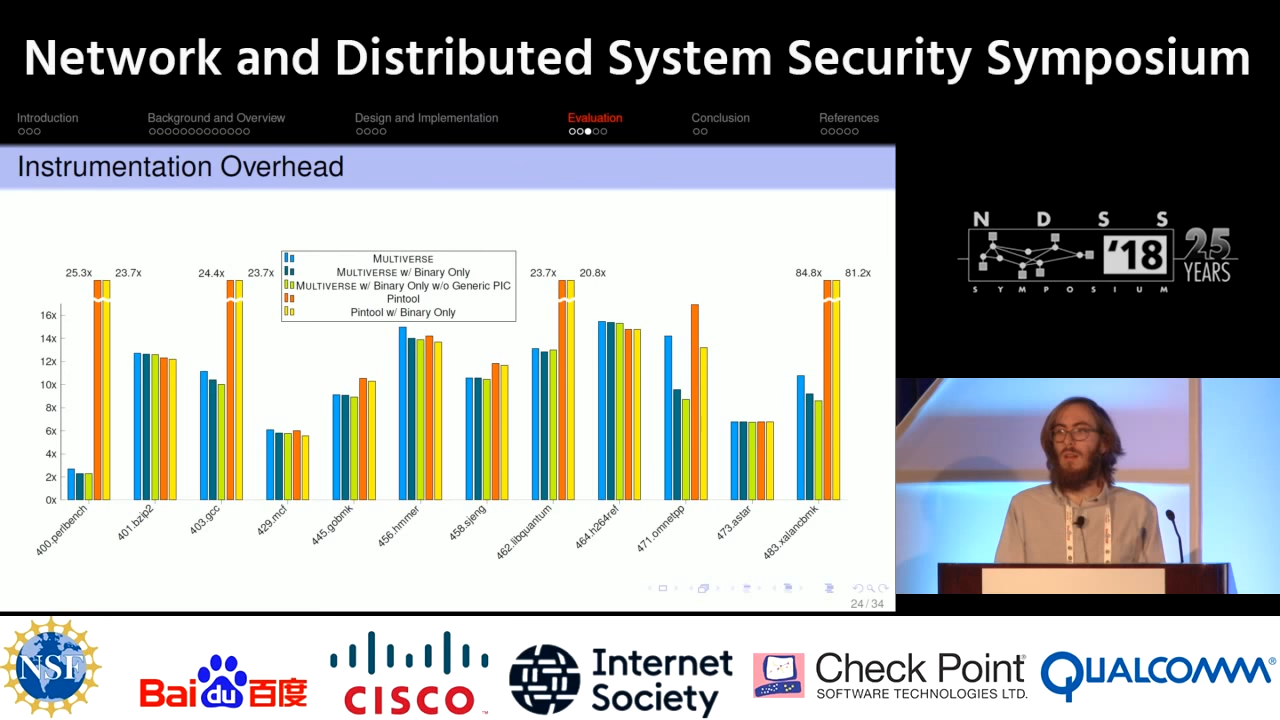 Network and Distributed System Security Symposium
Introduction
Background and Overview
Design and Implementation
Evaluation
Conclusion
References
Instrumentation Overhead
MULTIVERSE
MULTIVERSE w/ Binary Only
MULTIVERSE w/ Binary Only w/o Generic PIC
Pintool
Pintool w/ Binary Only
25.3x
23.7x
24.4x
23.7x
23.7x
20.8x
84.8x
81.2x
16x
14x
12x
10x
8x
6x
4x
2x
0x
400.perlbench
401.bzip2
403.gcc
429.mcf
445.gobmk
456.hmmer
458.sjeng
462.libquantum
464.h264ref
471.omnetpp
473.astar
483.xalancbmk
24 / 34
N D S S
'18
25
YEARS
SYMPOSIUM
NSF
Bai du 百度
CISCO
Internet
Society
Check Point
SOFTWARE TECHNOLOGIES LTD.
QUALCOMM®